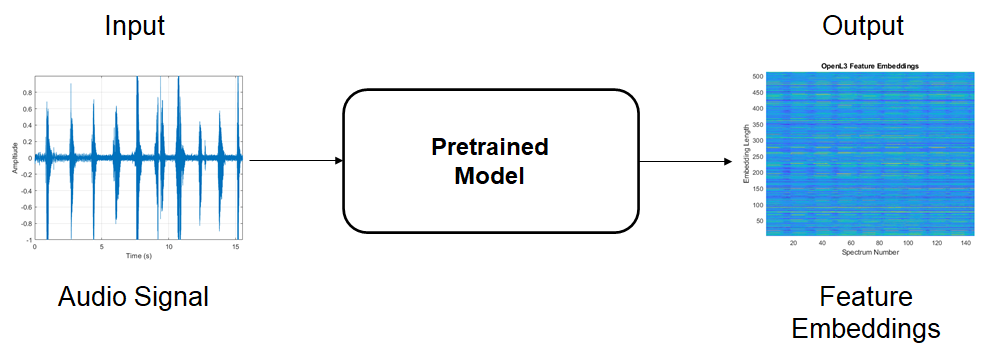 Input
Output
OpenL3 Feature Embeddings
Amplitude
0.8
0.6
0.4
0.2
0
-0.2
-0.4
-0.6
-0.8
-1
0
5
10
15
Time (s)
Pretrained
Model
Embedding Length
500
450
400
350
300
250
200
150
100
50
20
40
60
80
100
120
140
Spectrum Number
Audio Signal
Feature
Embeddings